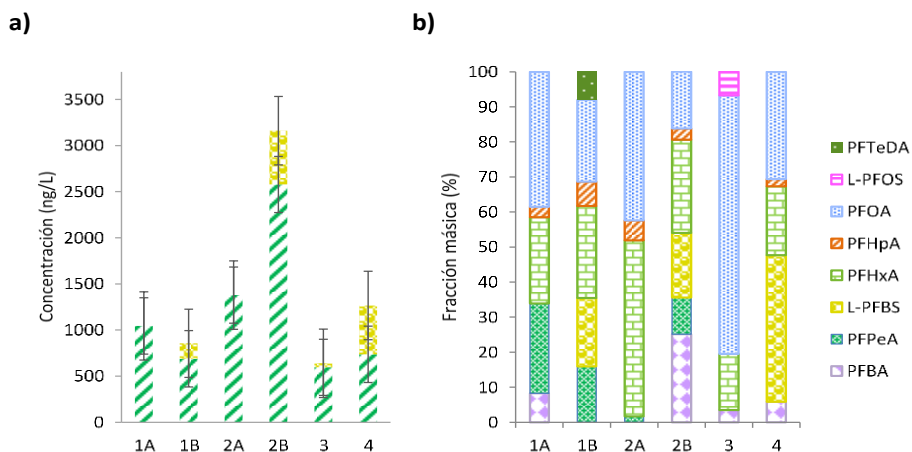 a)
Concentración (ng/L)
3500
3000
2500
2000
1500
1000
500
0
1A 1B 2A 2B 3 4
b)
Fracción másica (%)
100
90
80
70
60
50
40
30
20
10
0
1A 1B 2A 2B 3 4
PFTeDA
L-PFOS
PFOA
PFHpA
PFHxA
L-PFBS
PFPeA
PFBA